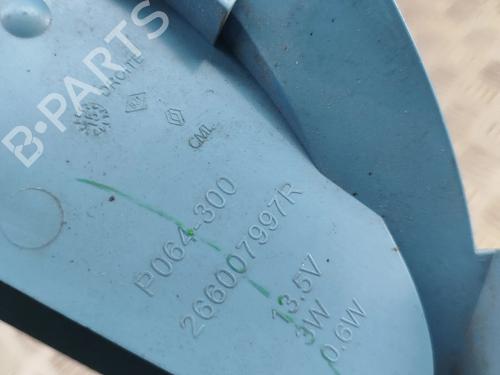 B-PARTS
DROITE
CML
P064-300
266007997R
13.5V
3W
0.6W